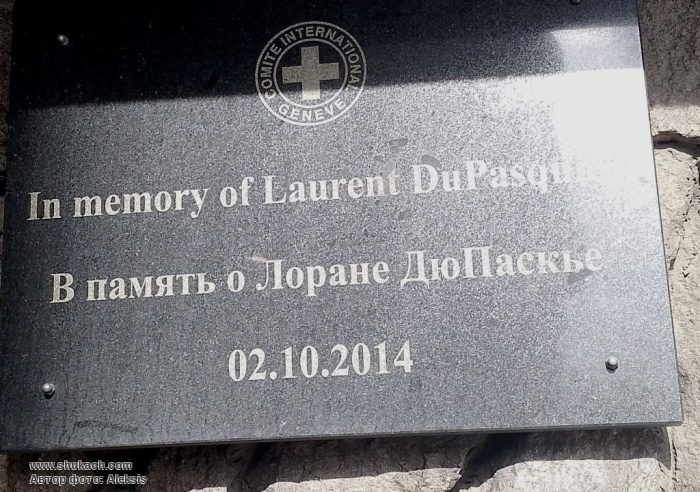 COMITE INTERNATIONAL GENEVE
In memory of Laurent
В память о Лоране ДюПаскье
02.10.2014
www.shukach.com
Автор фото: Aleksis